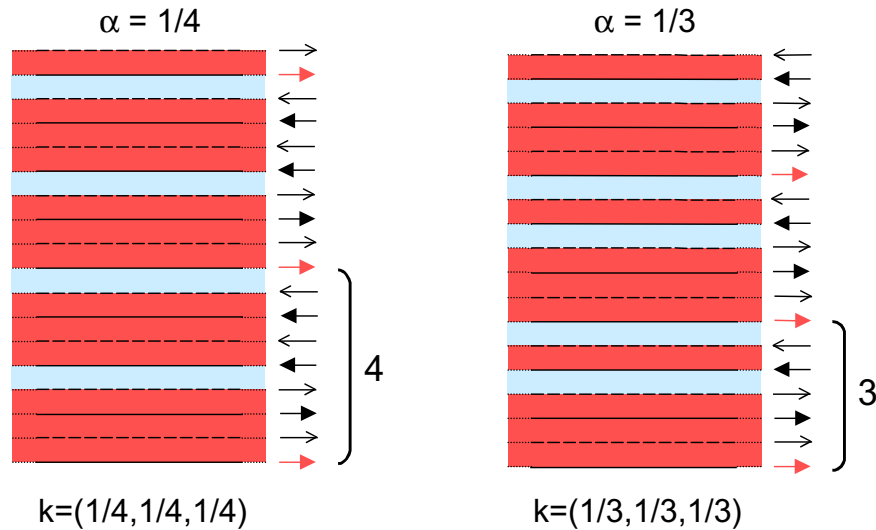 α = 1/4
α = 1/3
4
3
k=(1/4,1/4,1/4)
k=(1/3,1/3,1/3)